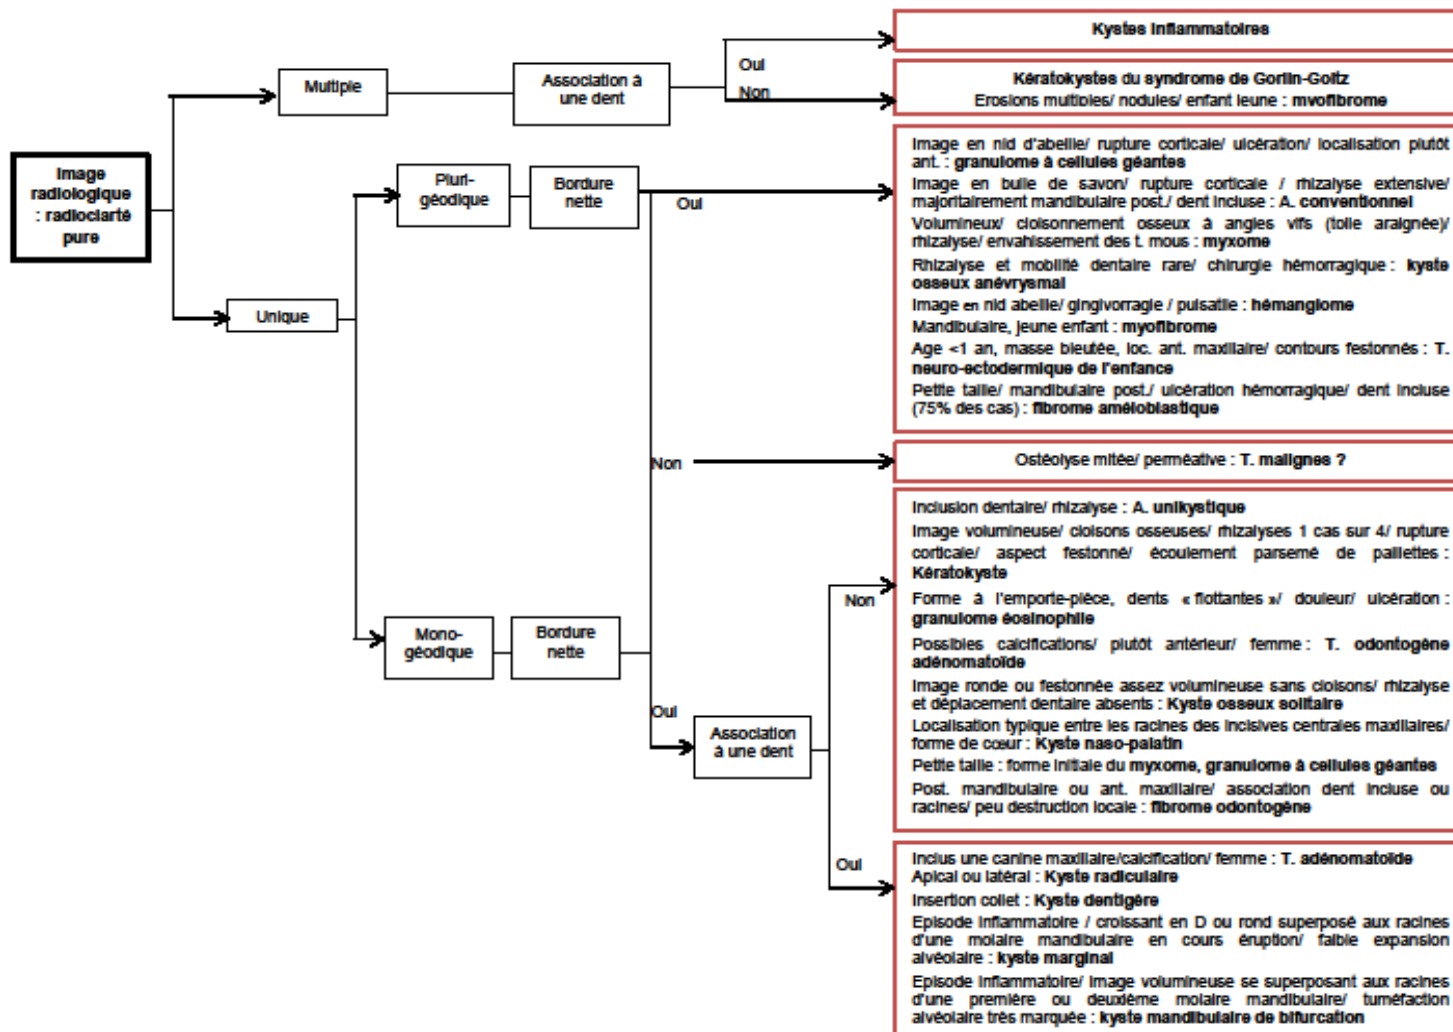 Kystes inflammatoires
Oui
Non
Multiple
Association à
une dent
Kératokystes du syndrome de Gorlin-Goltz
Erosions multiples/ nodules/ enfant jeune : myofibrome
Image
radiologique
: radioclarté
pure
Pluri-
géodique
Bordure
nette
Oui
Image en nid d'abeille/ rupture corticale/ ulcération/ localisation plutôt
ant. : granulome à cellules géantes
Image en bulle de savon/ rupture corticale / rhizalyse extensive/
majoritairement mandibulaire post./ dent incluse : A. conventionnel
Volumineux/ cloisonnement osseux à angles vifs (toile araignée)/
rhizalyse/ envahissement des t. mous : myxome
Rhizalyse et mobilité dentaire rare/ chirurgie hémorragique : kyste
osseux anévrysmal
Image en nid abeille/ gingivorragie / pulsatile : hémangiome
Mandibulaire, jeune enfant : myofibrome
Age <1 an, masse bleutée, loc. ant. maxillaire/ contours festonnés : T.
neuro-ectodermique de l'enfance
Petite taille/ mandibulaire post./ ulcération hémorragique/ dent incluse
(75% des cas) : fibrome améloblastique
Unique
Non
Ostéolyse mitée/ perméative : T. malignes ?
Inclusion dentaire/ rhizalyse : A. unikystique
Image volumineuse/ cloisons osseuses/ rhizalyses 1 cas sur 4/ rupture
corticale/ aspect festonné/ écoulement parsemé de paillettes :
Kératokyste
Forme à l'emporte-pièce, dents « flottantes »/ douleur/ ulcération :
granulome éosinophile
Possibles calcifications/ plutôt antérieur/ femme : T. odontogène
adénomatoïde
Image ronde ou festonnée assez volumineuse sans cloisons/ rhizalyse
et déplacement dentaire absents : Kyste osseux solitaire
Localisation typique entre les racines des incisives centrales maxillaires/
forme de cœur : Kyste naso-palatin
Petite taille : forme initiale du myxome, granulome à cellules géantes
Post. mandibulaire ou ant. maxillaire/ association dent incluse ou
racines/ peu destruction locale : fibrome odontogène
Non
Mono-
géodique
Bordure
nette
Oui
Association
à une dent
Oui
Inclus une canine maxillaire/calcification/ femme : T. adénomatoïde
Apical ou latéral : Kyste radiculaire
Insertion collet : Kyste dentigère
Episode inflammatoire / croissant en D ou rond superposé aux racines
d'une molaire mandibulaire en cours éruption/ faible expansion
alvéolaire : kyste marginal
Episode inflammatoire/ image volumineuse se superposant aux racines
d'une première ou deuxième molaire mandibulaire/ tuméfaction
alvéolaire très marquée : kyste mandibulaire de bifurcation